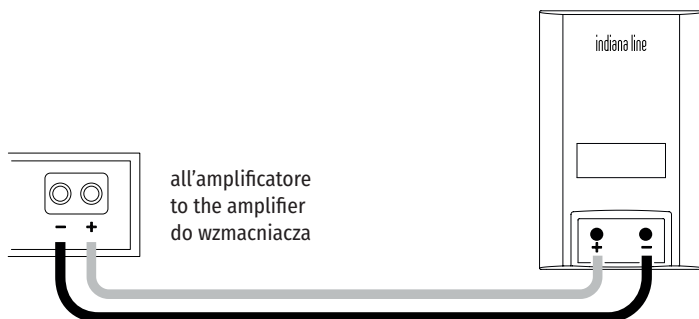 indiana line
all'amplificatore
to the amplifier
do wzmacniacza
− +
+ −